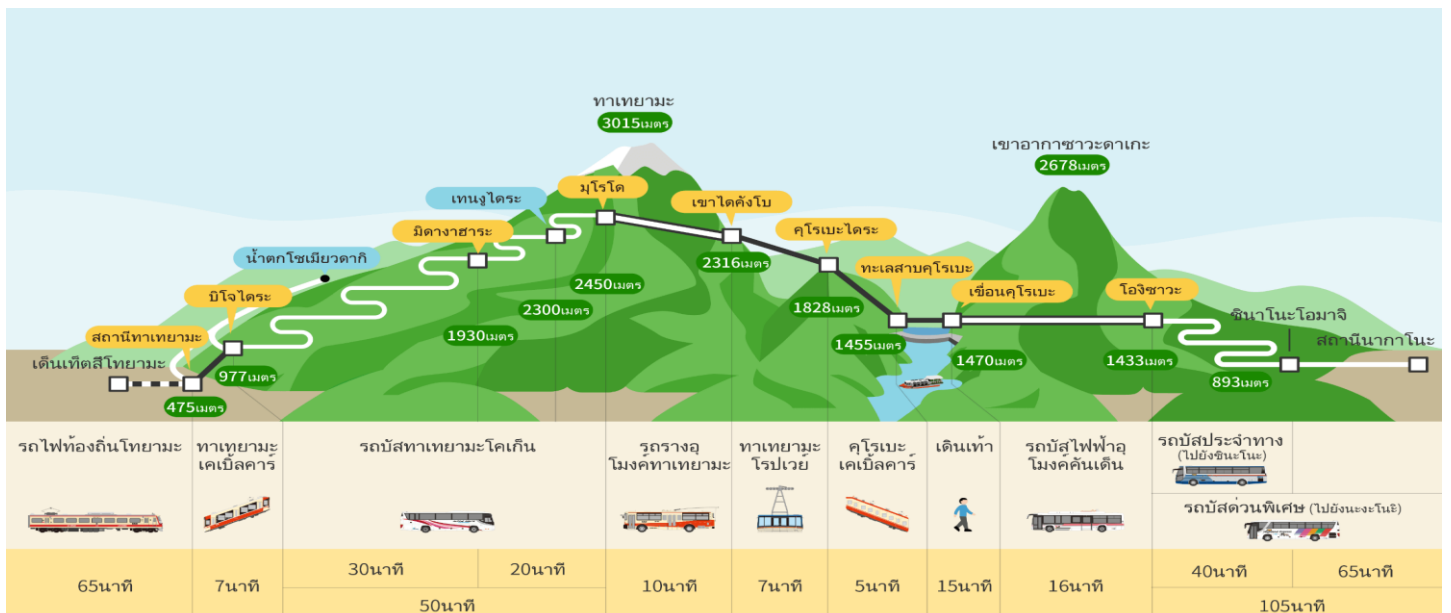 ทาเทยามะ
3015เมตร
เขาอากาซาวะดาเกะ
2678เมตร
เทนงูไดระ
มุโรโด
เขาไดคังโบ
มิดางาฮาระ
คุโรเบะไดระ
น้ำตกโชเมียวดากิ
2316เมตร
ทะเลสาบคุโรเบะ
2450เมตร
บิโจไดระ
เขื่อนคุโรเบะ
โองิซาวะ
2300เมตร
1828เมตร
ชินาโนะโอมาจิ
สถานีทาเทยามะ
1930เมตร
สถานีนากาโนะ
1455เมตร
เด็นเท็ตสึโทยามะ
1470เมตร
1433เมตร
977เมตร
893เมตร
475เมตร
รถไฟท้องถิ่นโทยามะ
ทาเทยามะ
เคเบิ้ลคาร์
รถบัสทาเทยามะโคเก็น
รถรางอุ
โมงค์ทาเทยามะ
ทาเทยามะ
โรปเวย์
คุโรเบะ
เคเบิ้ลคาร์
เดินเท้า
รถบัสไฟฟ้าอุ
โมงค์คันเด็น
รถบัสประจำทาง
(ไปยังชินะโนะ)
รถบัสด่วนพิเศษ
65นาที
7นาที
30นาที
20นาที
50นาที
10นาที
7นาที
5นาที
15นาที
16นาที
40นาที
65นาที
105นาที